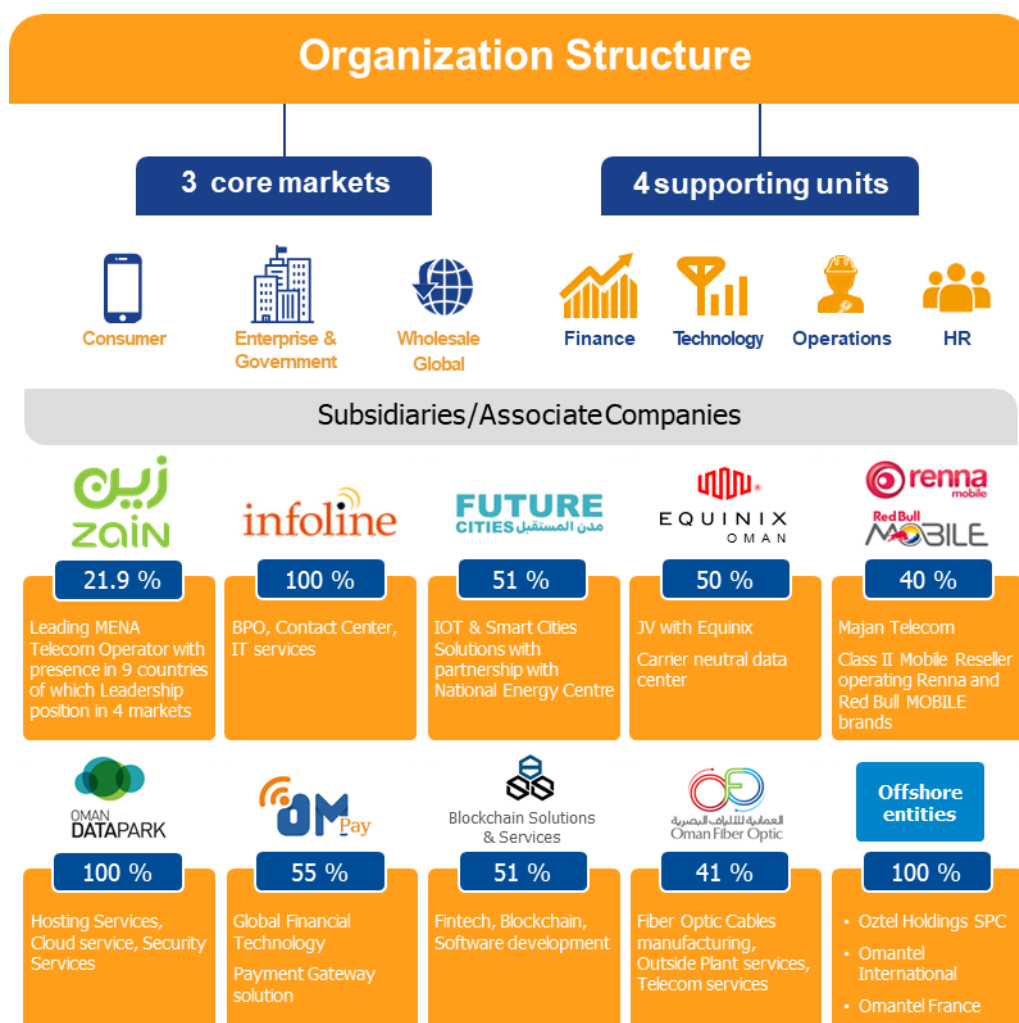 Organization Structure
3 core markets
4 supporting units
Consumer
Enterprise &
Government
Wholesale
Global
Finance
Technology
Operations
HR
Subsidiaries/Associate Companies
زين
zain
21.9 %
Leading MENA
Telecom Operator with
presence in 9 countries
of which Leadership
position in 4 markets
infoline
100 %
BPO, Contact Center,
IT services
FUTURE
CITIES مدن المستقبل
51 %
IOT & Smart Cities
Solutions with
partnership with
National Energy Centre
®
EQUINIX
OMAN
50 %
JV with Equinix
Carrier neutral data
center
renna
mobile
Red Bull
MOBILE
40 %
Majan Telecom
Class II Mobile Reseller
operating Renna and
Red Bull MOBILE
brands
OMAN
DATAPARK
100 %
Hosting Services,
Cloud service, Security
Services
OM Pay
55 %
Global Financial
Technology
Payment Gateway
solution
Blockchain Solutions
& Services
51 %
Fintech, Blockchain,
Software development
العمانية للألياف البصرية
Oman Fiber Optic
41 %
Fiber Optic Cables
manufacturing,
Outside Plant services,
Telecom services
Offshore
entities
100 %
• Oztel Holdings SPC
• Omantel
International
• Omantel France